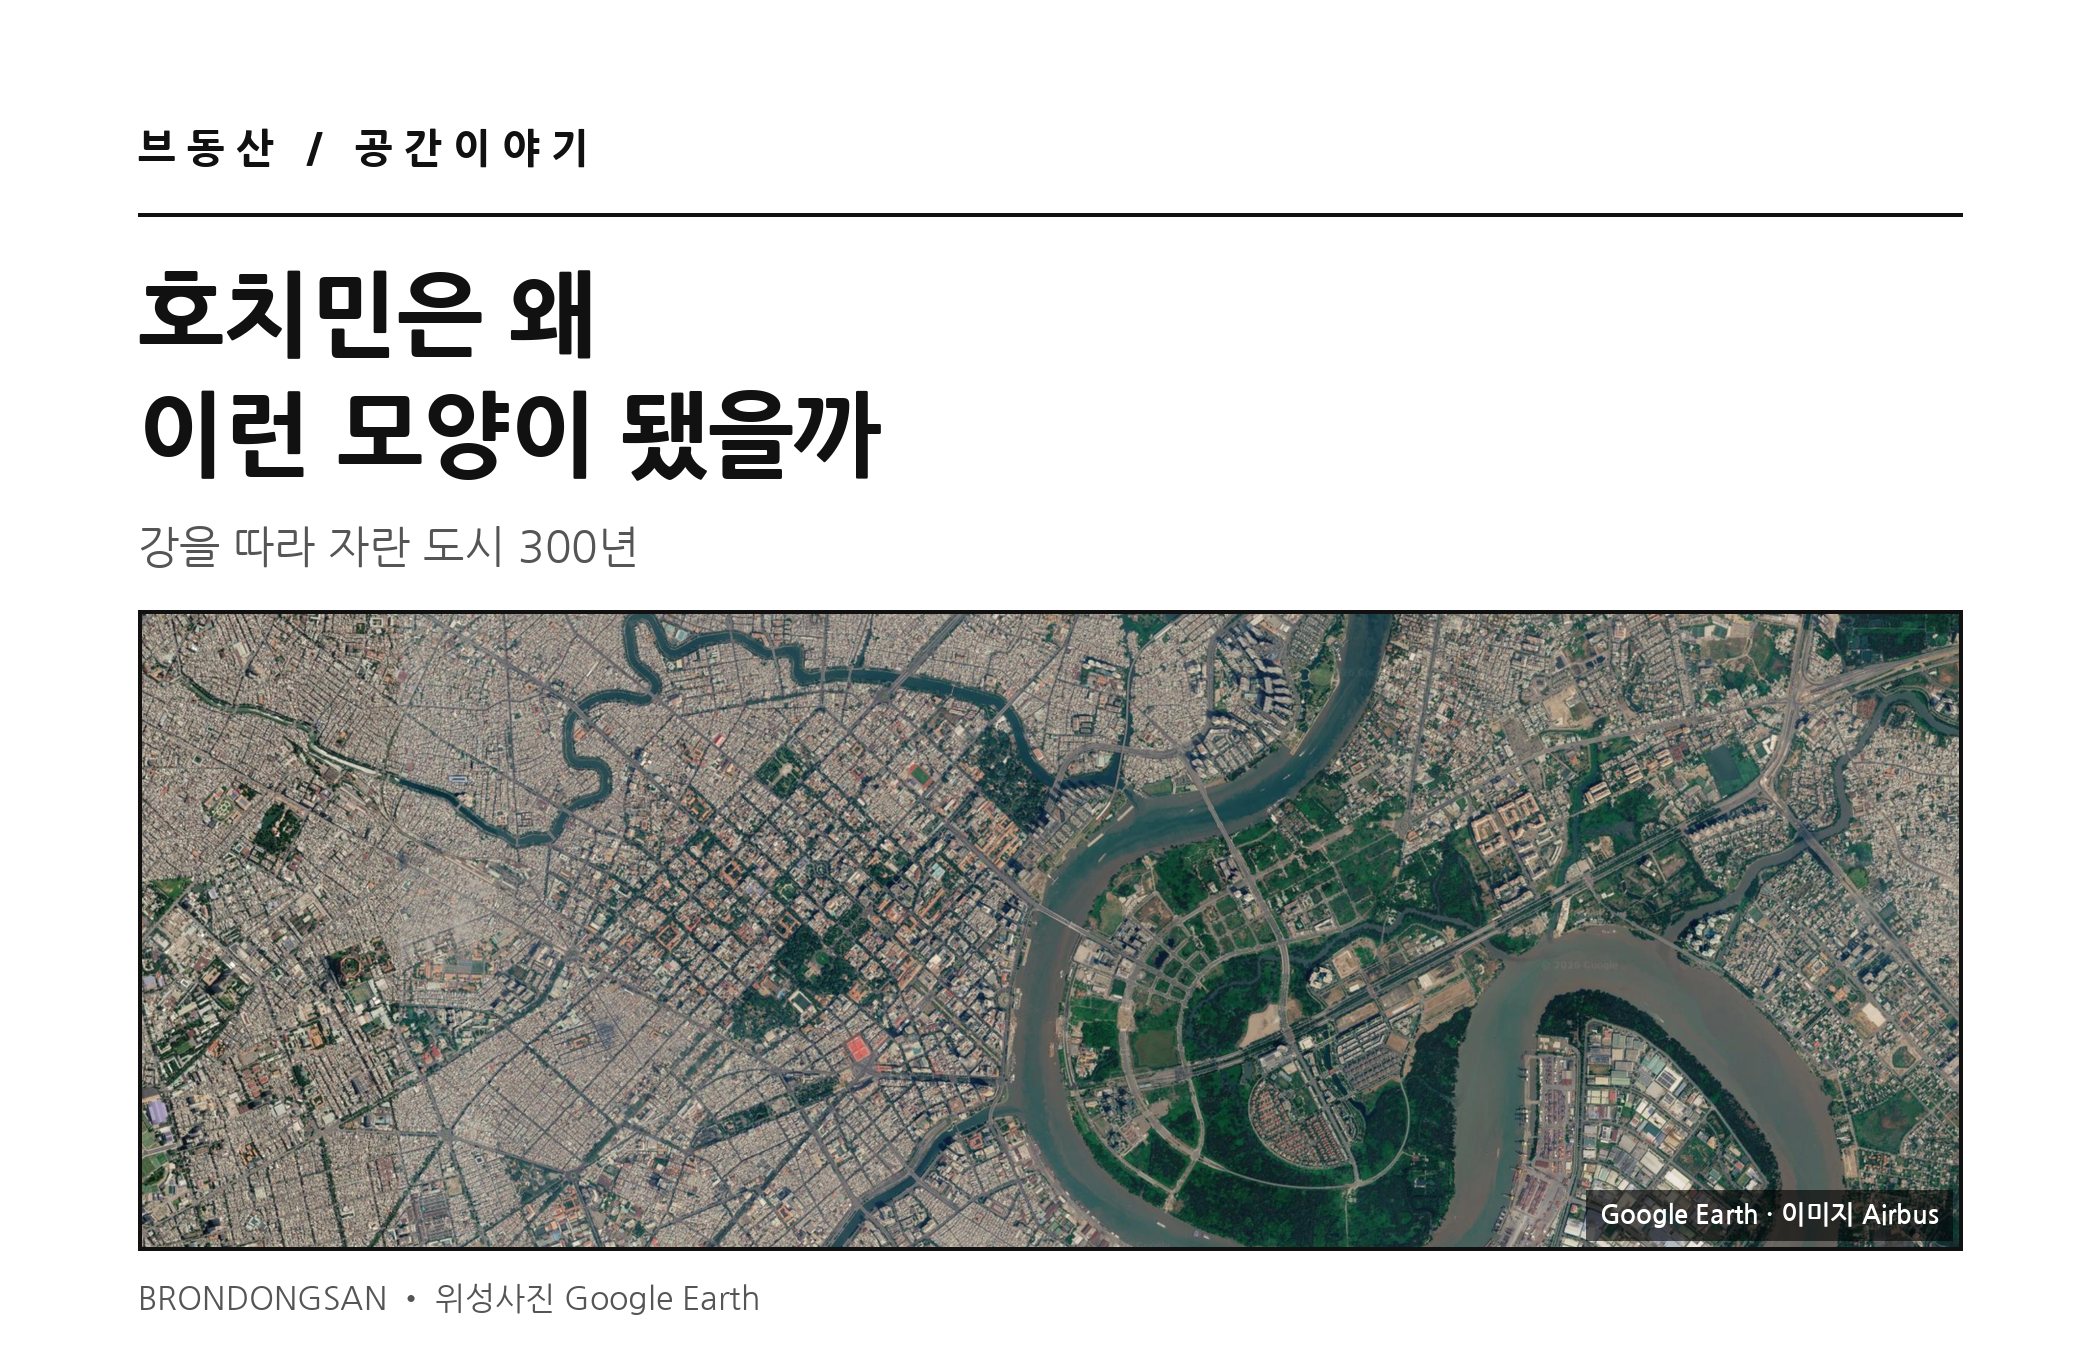 브동산 / 공간이야기
호치민은 왜
이런 모양이 됐을까
강을 따라 자란 도시 300년
Google Earth · 이미지 Airbus
BRONDONGSAN • 위성사진 Google Earth